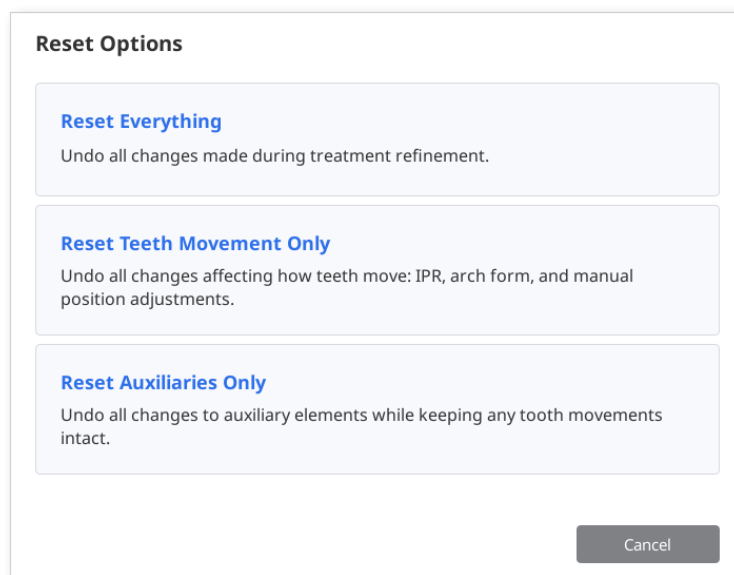 Reset Options
Reset Everything
Undo all changes made during treatment refinement.
Reset Teeth Movement Only
Undo all changes affecting how teeth move: IPR, arch form, and manual
position adjustments.
Reset Auxiliaries Only
Undo all changes to auxiliary elements while keeping any tooth movements
intact.
Cancel